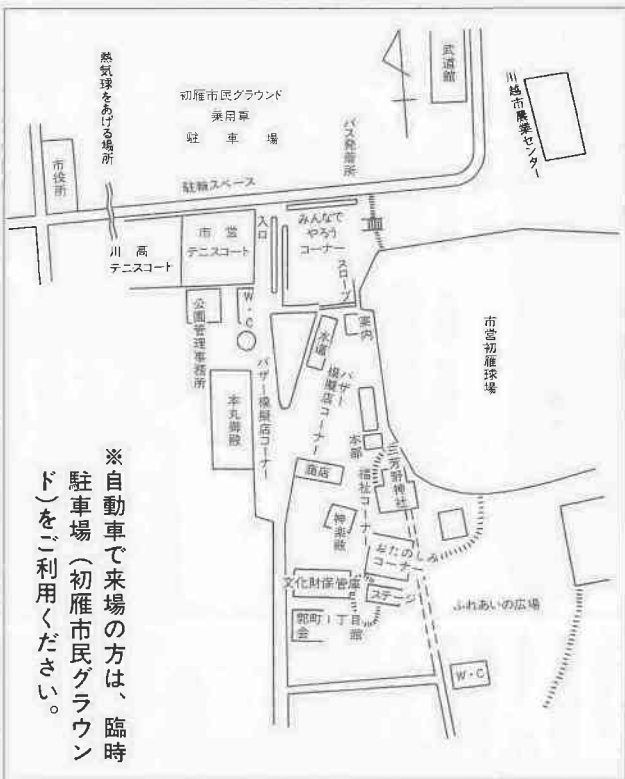 熱気球をあげる場所
初雁市民グラウンド
乗用車
駐車場
武道館
川越市農業センター
バス発着所
市役所
駐輪スペース
川高
テニスコート
市営
テニスコート
入口
みんなで
やろう
コーナー
スロープ
公園管理事務所
W・C
水道
案内
市営初雁球場
本丸御殿
バザー模擬店コーナー
バザー
模擬店コーナー
本部
三芳野神社
商店
福祉コーナー
神楽殿
おたのしみ
コーナー
文化財保管庫
ステージ
ふれあいの広場
郭町1丁目
会館
W・C
※自動車で来場の方は、臨時
駐車場(初雁市民グラウン
ド)をご利用ください。